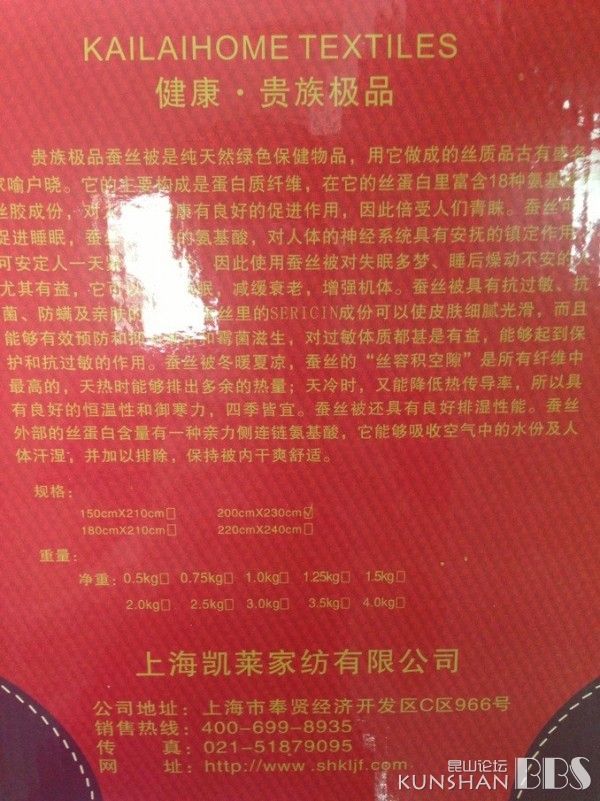 KAILAIHOME TEXTILES
健康·贵族极品
贵族极品蚕丝被是纯天然绿色保健物品，用它做成的丝质品古有盛名
家喻户晓。它的主要构成是蛋白质纤维，在它的丝蛋白里富含18种氨基
丝胶成份，对 康有良好的促进作用，因此倍受人们青睐。蚕丝可
促进睡眠，蚕 的氨基酸，对人体的神经系统具有安抚的镇定作用
可安定人一天 ，因此使用蚕丝被对失眠多梦、睡后燥动不安的
尤其有益，它可 眠，减缓衰老，增强机体。蚕丝被具有抗过敏、抗
菌、防螨及亲肤的 丝里的SERICIN成份可以使皮肤细腻光滑，而且
能够有效预防和 和霉菌滋生，对过敏体质都甚是有益，能够起到保
护和抗过敏的作用。蚕丝被冬暖夏凉，蚕丝的“丝容积空隙”是所有纤维中
最高的，天热时能够排出多余的热量；天冷时，又能降低热传导率，所以具
有良好的恒温性和御寒力，四季皆宜。蚕丝被还具有良好排湿性能。蚕丝
外部的丝蛋白含量有一种亲力侧连链氨基酸，它能够吸收空气中的水份及人
体汗湿，并加以排除，保持被内干爽舒适。
规格：
150cmX210cm□ 200cmX230cm☑
180cmX210cm□ 220cmX240cm□
重量：
净重：0.5kg□ 0.75kg□ 1.0kg□ 1.25kg□ 1.5kg□
2.0kg□ 2.5kg□ 3.0kg□ 3.5kg□ 4.0kg□
上海凯莱家纺有限公司
公司地址：上海市奉贤经济开发区C区966号
销售热线：400-699-8935
传 真：021-51879095
网 址：http://www.shkljf.com
昆山论坛
KUNSHAN BBS